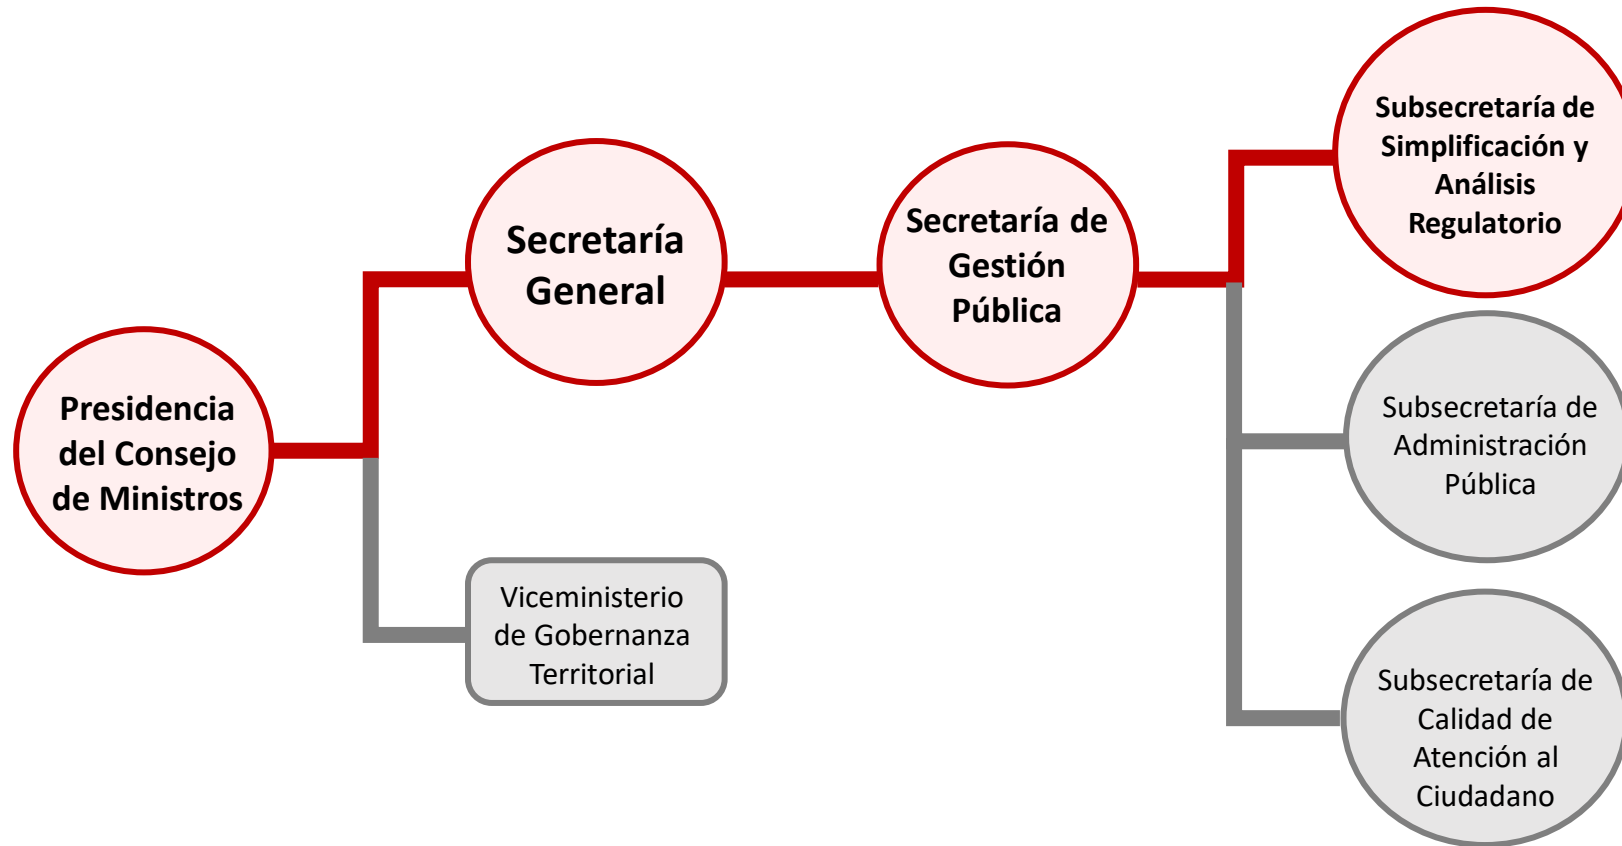 Presidencia
del Consejo
de Ministros
Secretaría
General
Viceministerio
de Gobernanza
Territorial
Secretaría de
Gestión
Pública
Subsecretaría de
Simplificación y
Análisis
Regulatorio
Subsecretaría de
Administración
Pública
Subsecretaría de
Calidad de
Atención al
Ciudadano